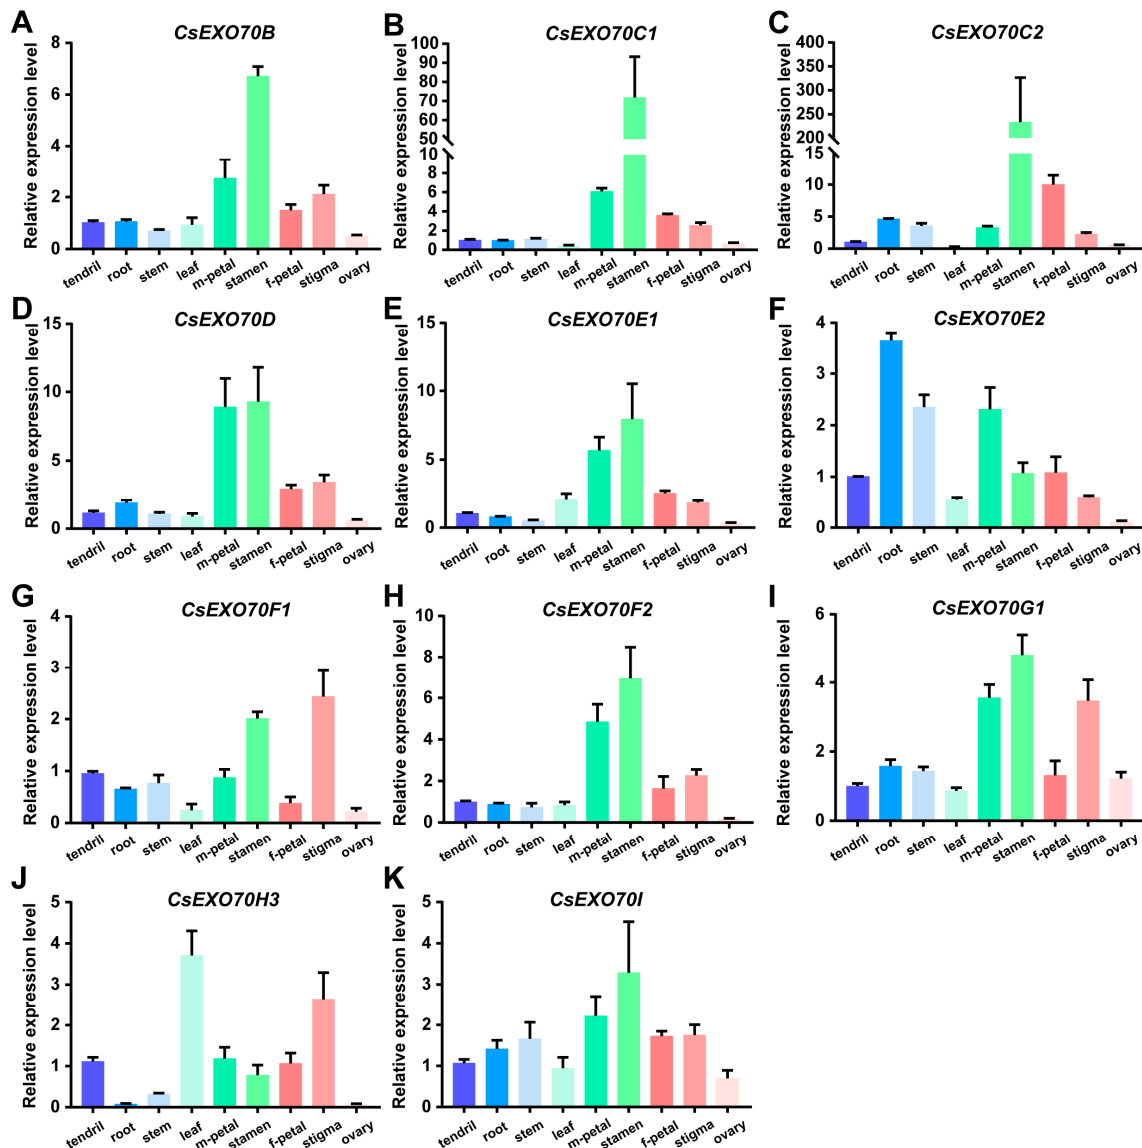 A
CsEXO70B
Relative expression level
8
6
4
2
0
tendril root stem leaf m-petal stamen f-petal stigma ovary
B
CsEXO70C1
Relative expression level
100
90
80
70
60
50
10
8
6
4
2
0
tendril root stem leaf m-petal stamen f-petal stigma ovary
C
CsEXO70C2
Relative expression level
400
350
300
250
200
15
10
5
0
tendril root stem leaf m-petal stamen f-petal stigma ovary
D
CsEXO70D
Relative expression level
15
10
5
0
tendril root stem leaf m-petal stamen f-petal stigma ovary
E
CsEXO70E1
Relative expression level
15
10
5
0
tendril root stem leaf m-petal stamen f-petal stigma ovary
F
CsEXO70E2
Relative expression level
4
3
2
1
0
tendril root stem leaf m-petal stamen f-petal stigma ovary
G
CsEXO70F1
Relative expression level
4
3
2
1
0
tendril root stem leaf m-petal stamen f-petal stigma ovary
H
CsEXO70F2
Relative expression level
10
8
6
4
2
0
tendril root stem leaf m-petal stamen f-petal stigma ovary
I
CsEXO70G1
Relative expression level
6
4
2
0
tendril root stem leaf m-petal stamen f-petal stigma ovary
J
CsEXO70H3
Relative expression level
5
4
3
2
1
0
tendril root stem leaf m-petal stamen f-petal stigma ovary
K
CsEXO70I
Relative expression level
5
4
3
2
1
0
tendril root stem leaf m-petal stamen f-petal stigma ovary